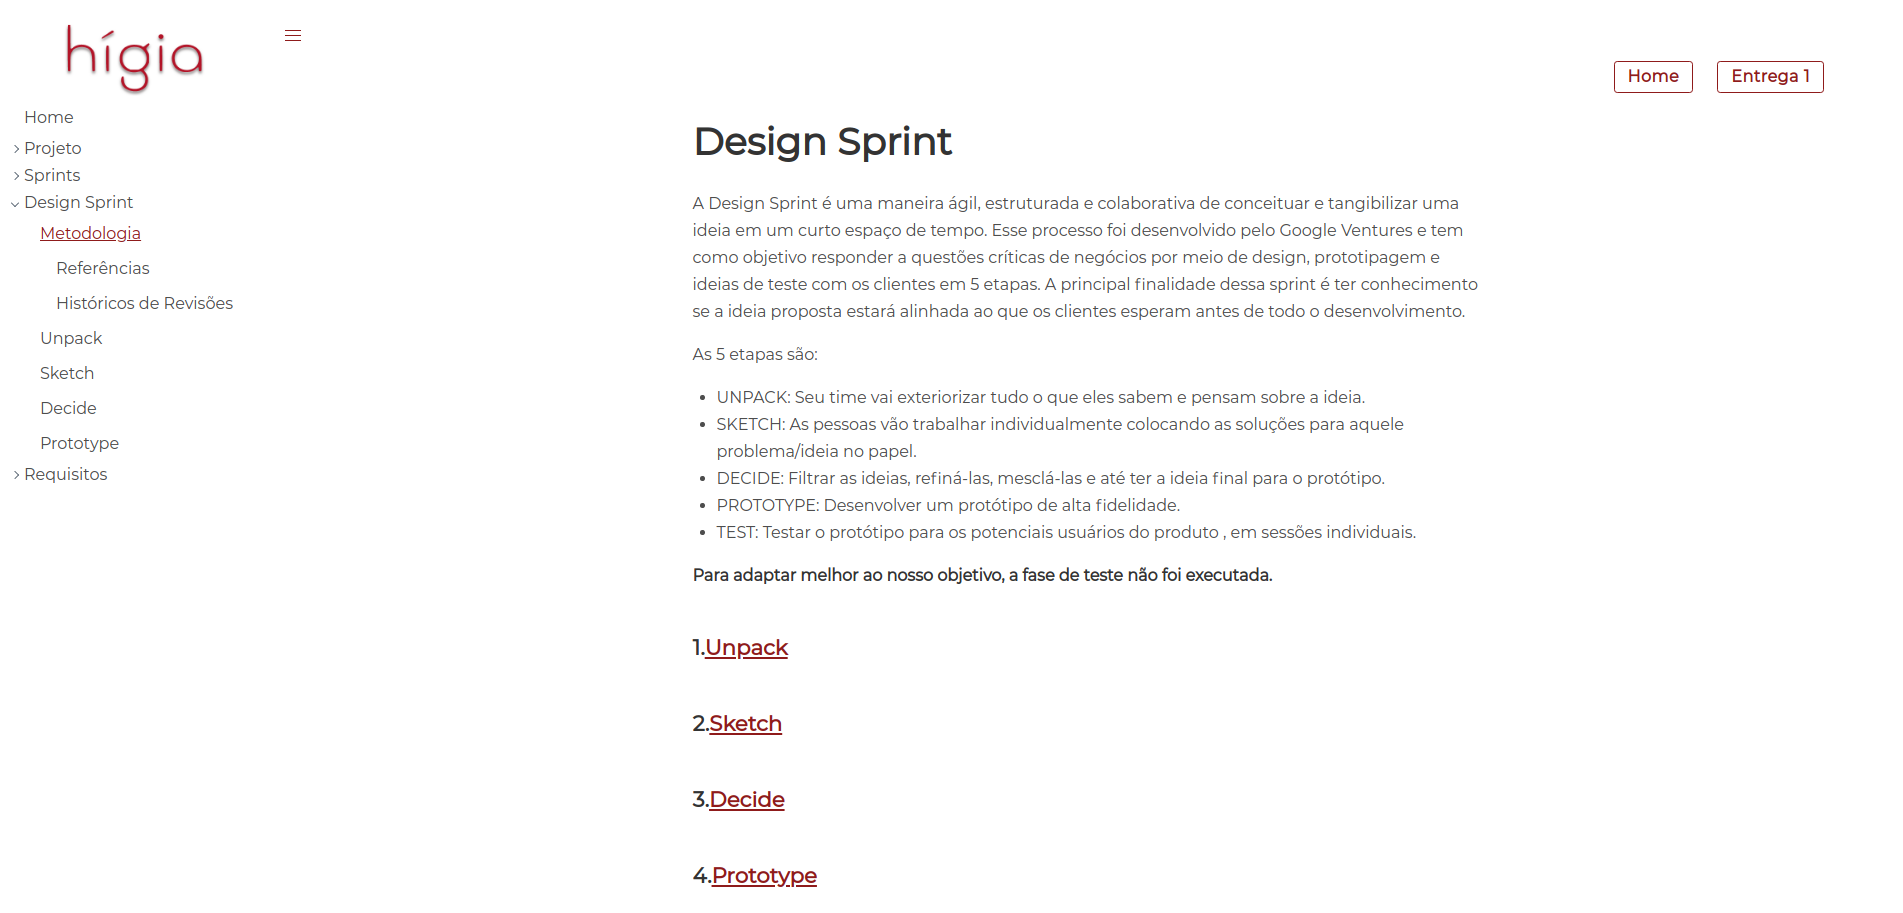 hígia
Home
Entrega 1
Home
Projeto
Sprints
Design Sprint
Metodologia
Referências
Históricos de Revisões
Unpack
Sketch
Decide
Prototype
Requisitos
Design Sprint
A Design Sprint é uma maneira ágil, estruturada e colaborativa de conceituar e tangibilizar uma
ideia em um curto espaço de tempo. Esse processo foi desenvolvido pelo Google Ventures e tem
como objetivo responder a questões críticas de negócios por meio de design, prototipagem e
ideias de teste com os clientes em 5 etapas. A principal finalidade dessa sprint é ter conhecimento
se a ideia proposta estará alinhada ao que os clientes esperam antes de todo o desenvolvimento.
As 5 etapas são:
• UNPACK: Seu time vai exteriorizar tudo o que eles sabem e pensam sobre a ideia.
• SKETCH: As pessoas vão trabalhar individualmente colocando as soluções para aquele
problema/ideia no papel.
• DECIDE: Filtrar as ideias, refiná-las, mesclá-las e até ter a ideia final para o protótipo.
• PROTOTYPE: Desenvolver um protótipo de alta fidelidade.
• TEST: Testar o protótipo para os potenciais usuários do produto , em sessões individuais.
Para adaptar melhor ao nosso objetivo, a fase de teste não foi executada.
1.Unpack
2.Sketch
3.Decide
4.Prototype